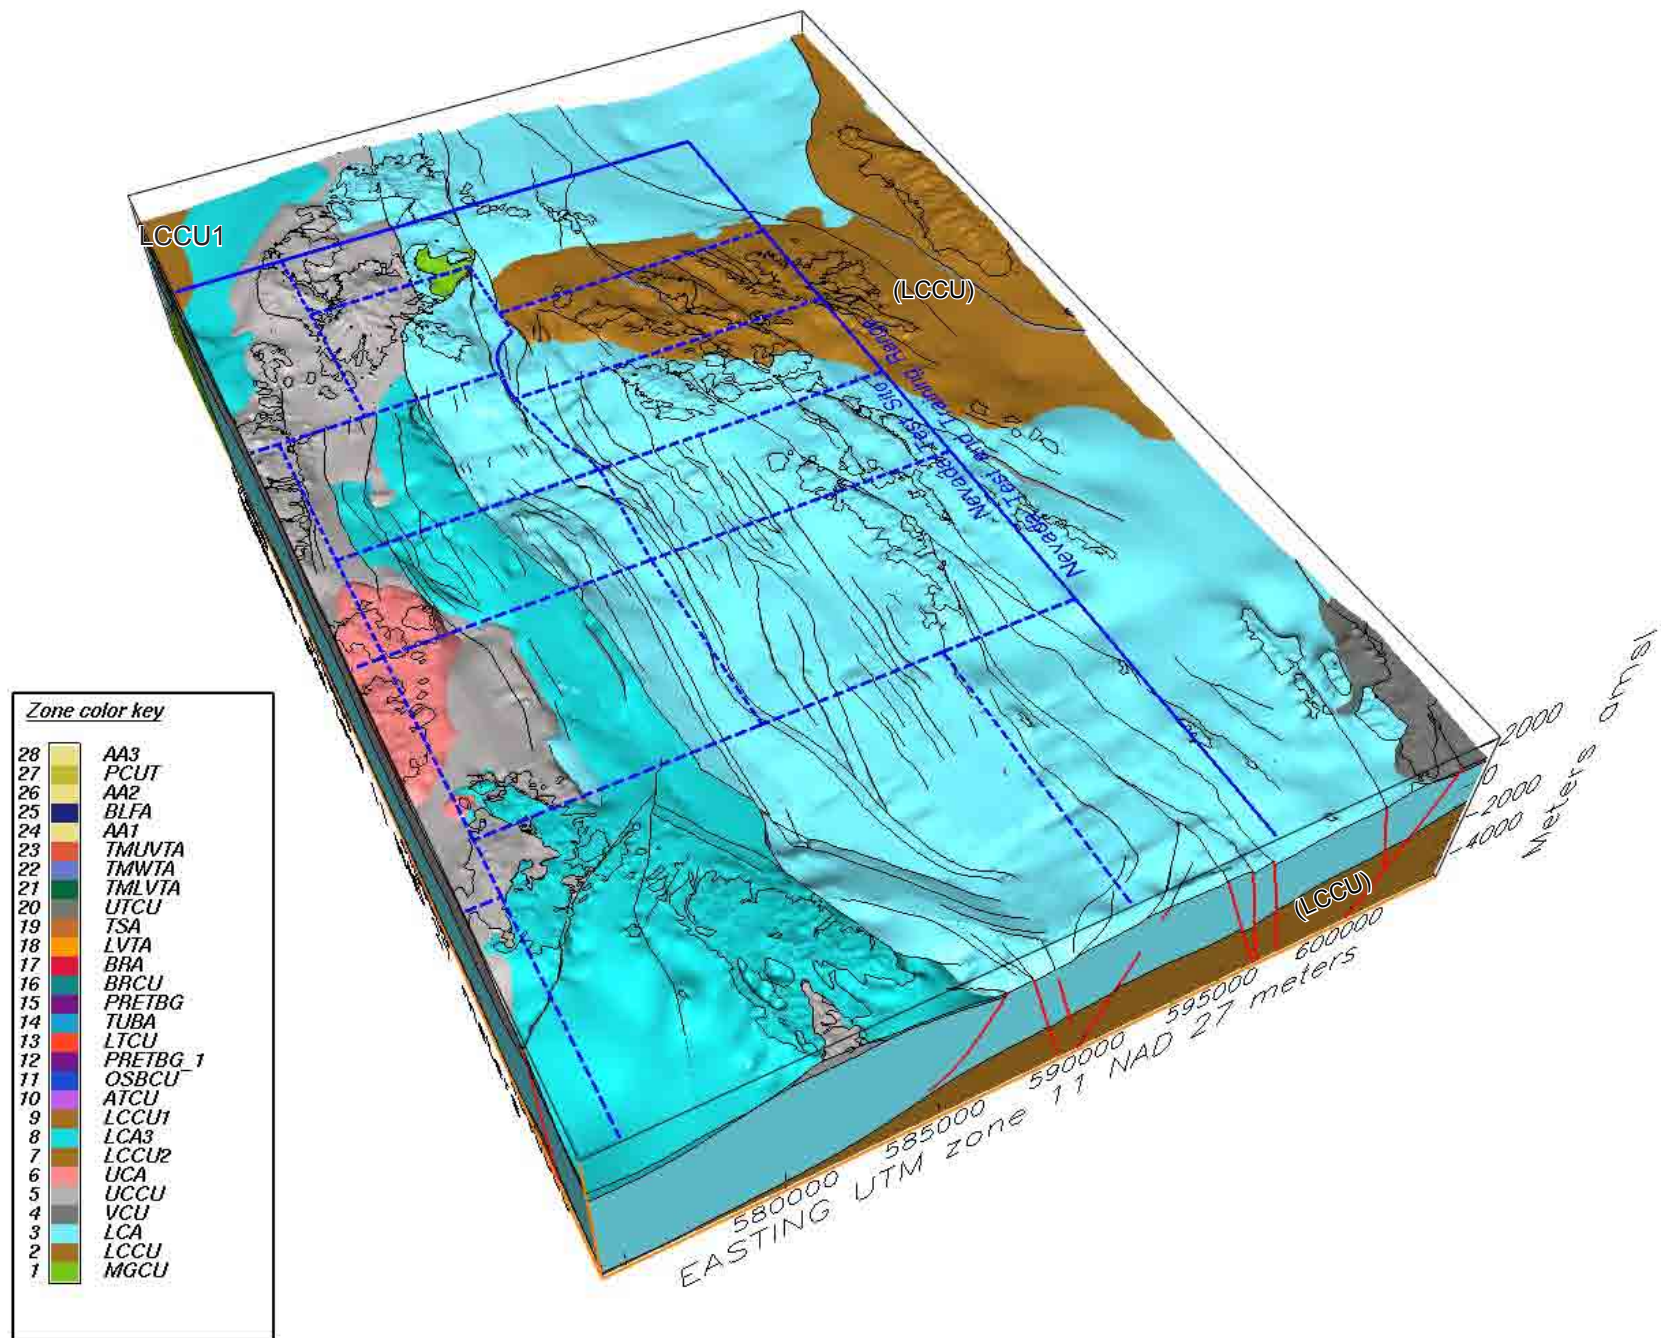 LCCU1
(LCCU)
Nevada Test Site
Nevada Test and Training Range
2000
0
-2000
-4000
Meters amsl
(LCCU)
580000
585000
590000
595000
600000
EASTING UTM zone 11 NAD 27 meters
Zone color key
28 AA3
27 PCUT
26 AA2
25 BLFA
24 AA1
23 TMUVTA
22 TMWTA
21 TMLVTA
20 UTCU
19 TSA
18 LVTA
17 BRA
16 BRCU
15 PRETBG
14 TUBA
13 LTCU
12 PRETBG_1
11 OSBCU
10 ATCU
9 LCCU1
8 LCA3
7 LCCU2
6 UCA
5 UCCU
4 VCU
3 LCA
2 LCCU
1 MGCU